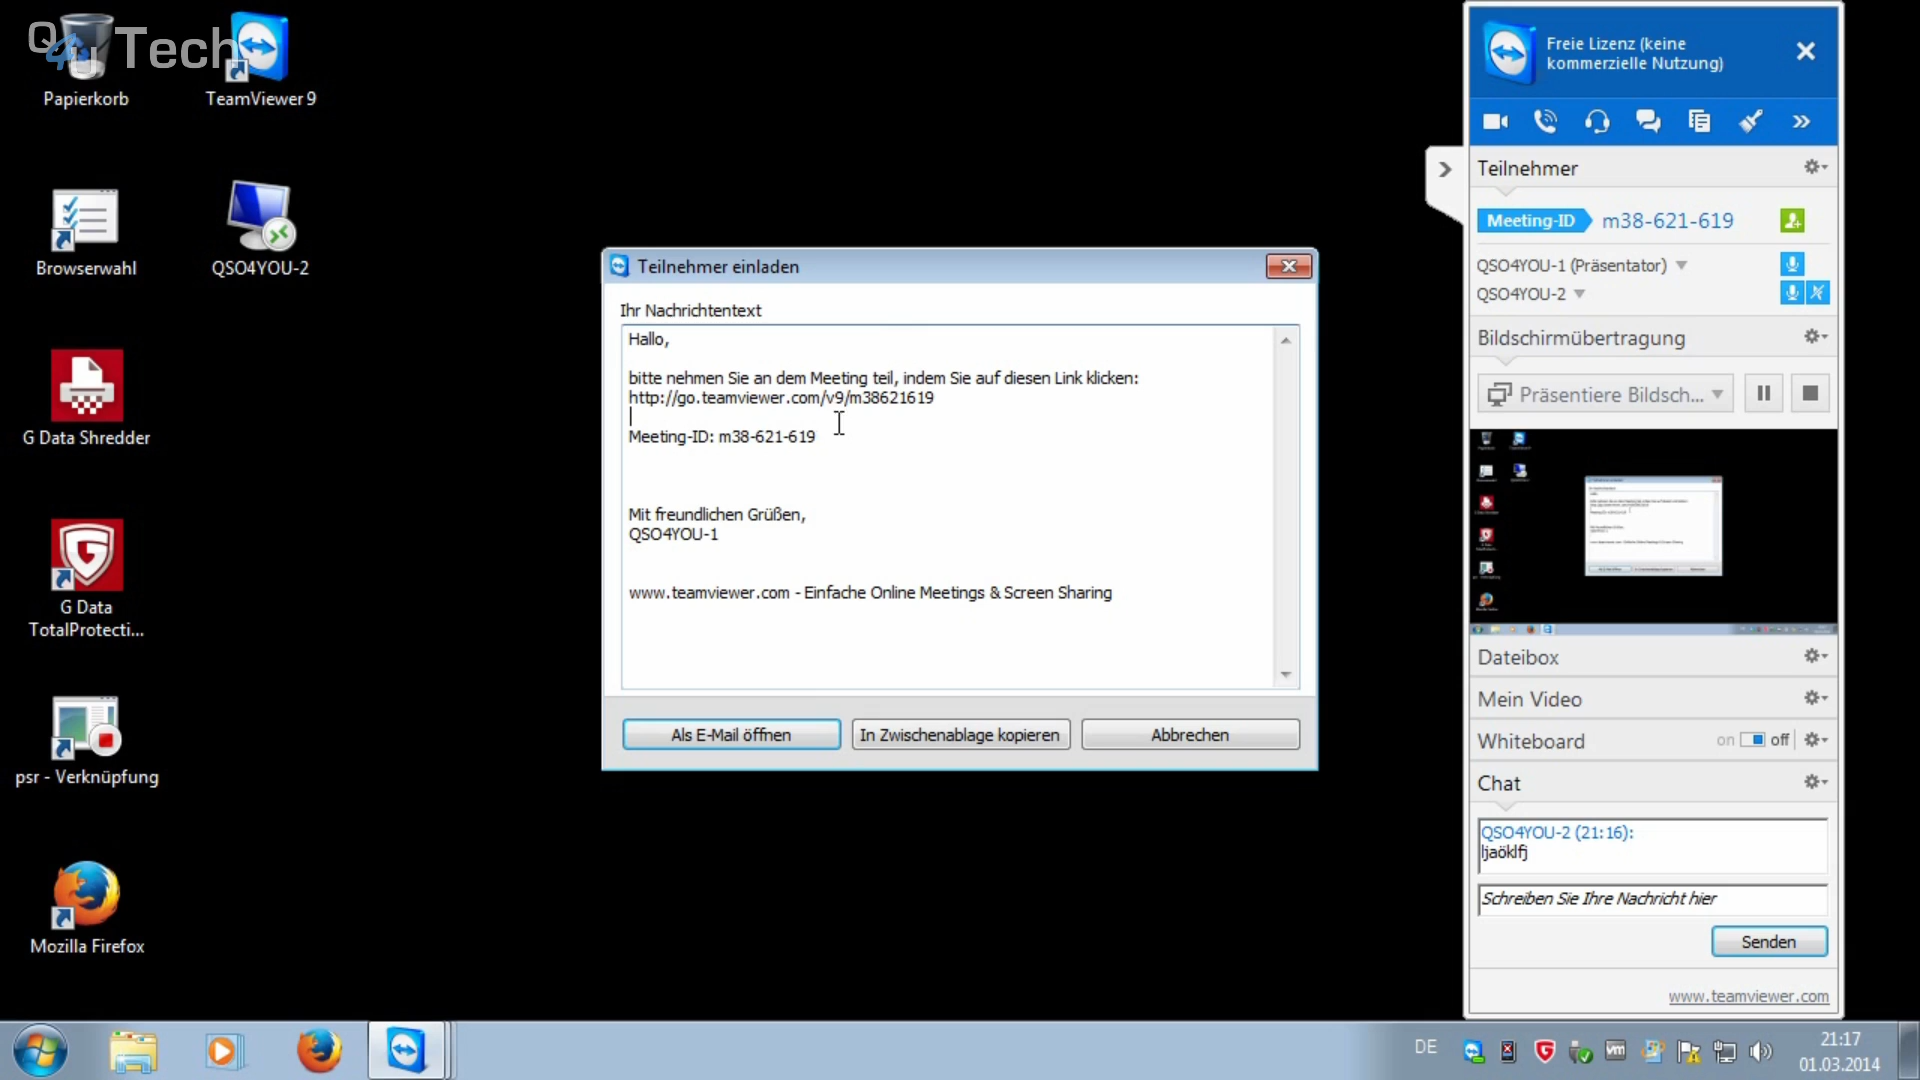 Q4U Tech
Papierkorb
TeamViewer 9
Browserwahl
QSO4YOU-2
G Data Shredder
G Data
TotalProtecti...
psr - Verknüpfung
Mozilla Firefox
Teilnehmer einladen
Ihr Nachrichtentext
Hallo,
bitte nehmen Sie an dem Meeting teil, indem Sie auf diesen Link klicken:
http://go.teamviewer.com/v9/m38621619
Meeting-ID: m38-621-619
Mit freundlichen Grüßen,
QSO4YOU-1
www.teamviewer.com - Einfache Online Meetings & Screen Sharing
Als E-Mail öffnen
In Zwischenablage kopieren
Abbrechen
Freie Lizenz (keine
kommerzielle Nutzung)
Teilnehmer
Meeting-ID m38-621-619
QSO4YOU-1 (Präsentator)
QSO4YOU-2
Bildschirmübertragung
Präsentiere Bildsch...
Dateibox
Mein Video
Whiteboard
on off
Chat
QSO4YOU-2 (21:16):
ljaöklfj
Schreiben Sie Ihre Nachricht hier
Senden
www.teamviewer.com
DE
vm
21:17
01.03.2014